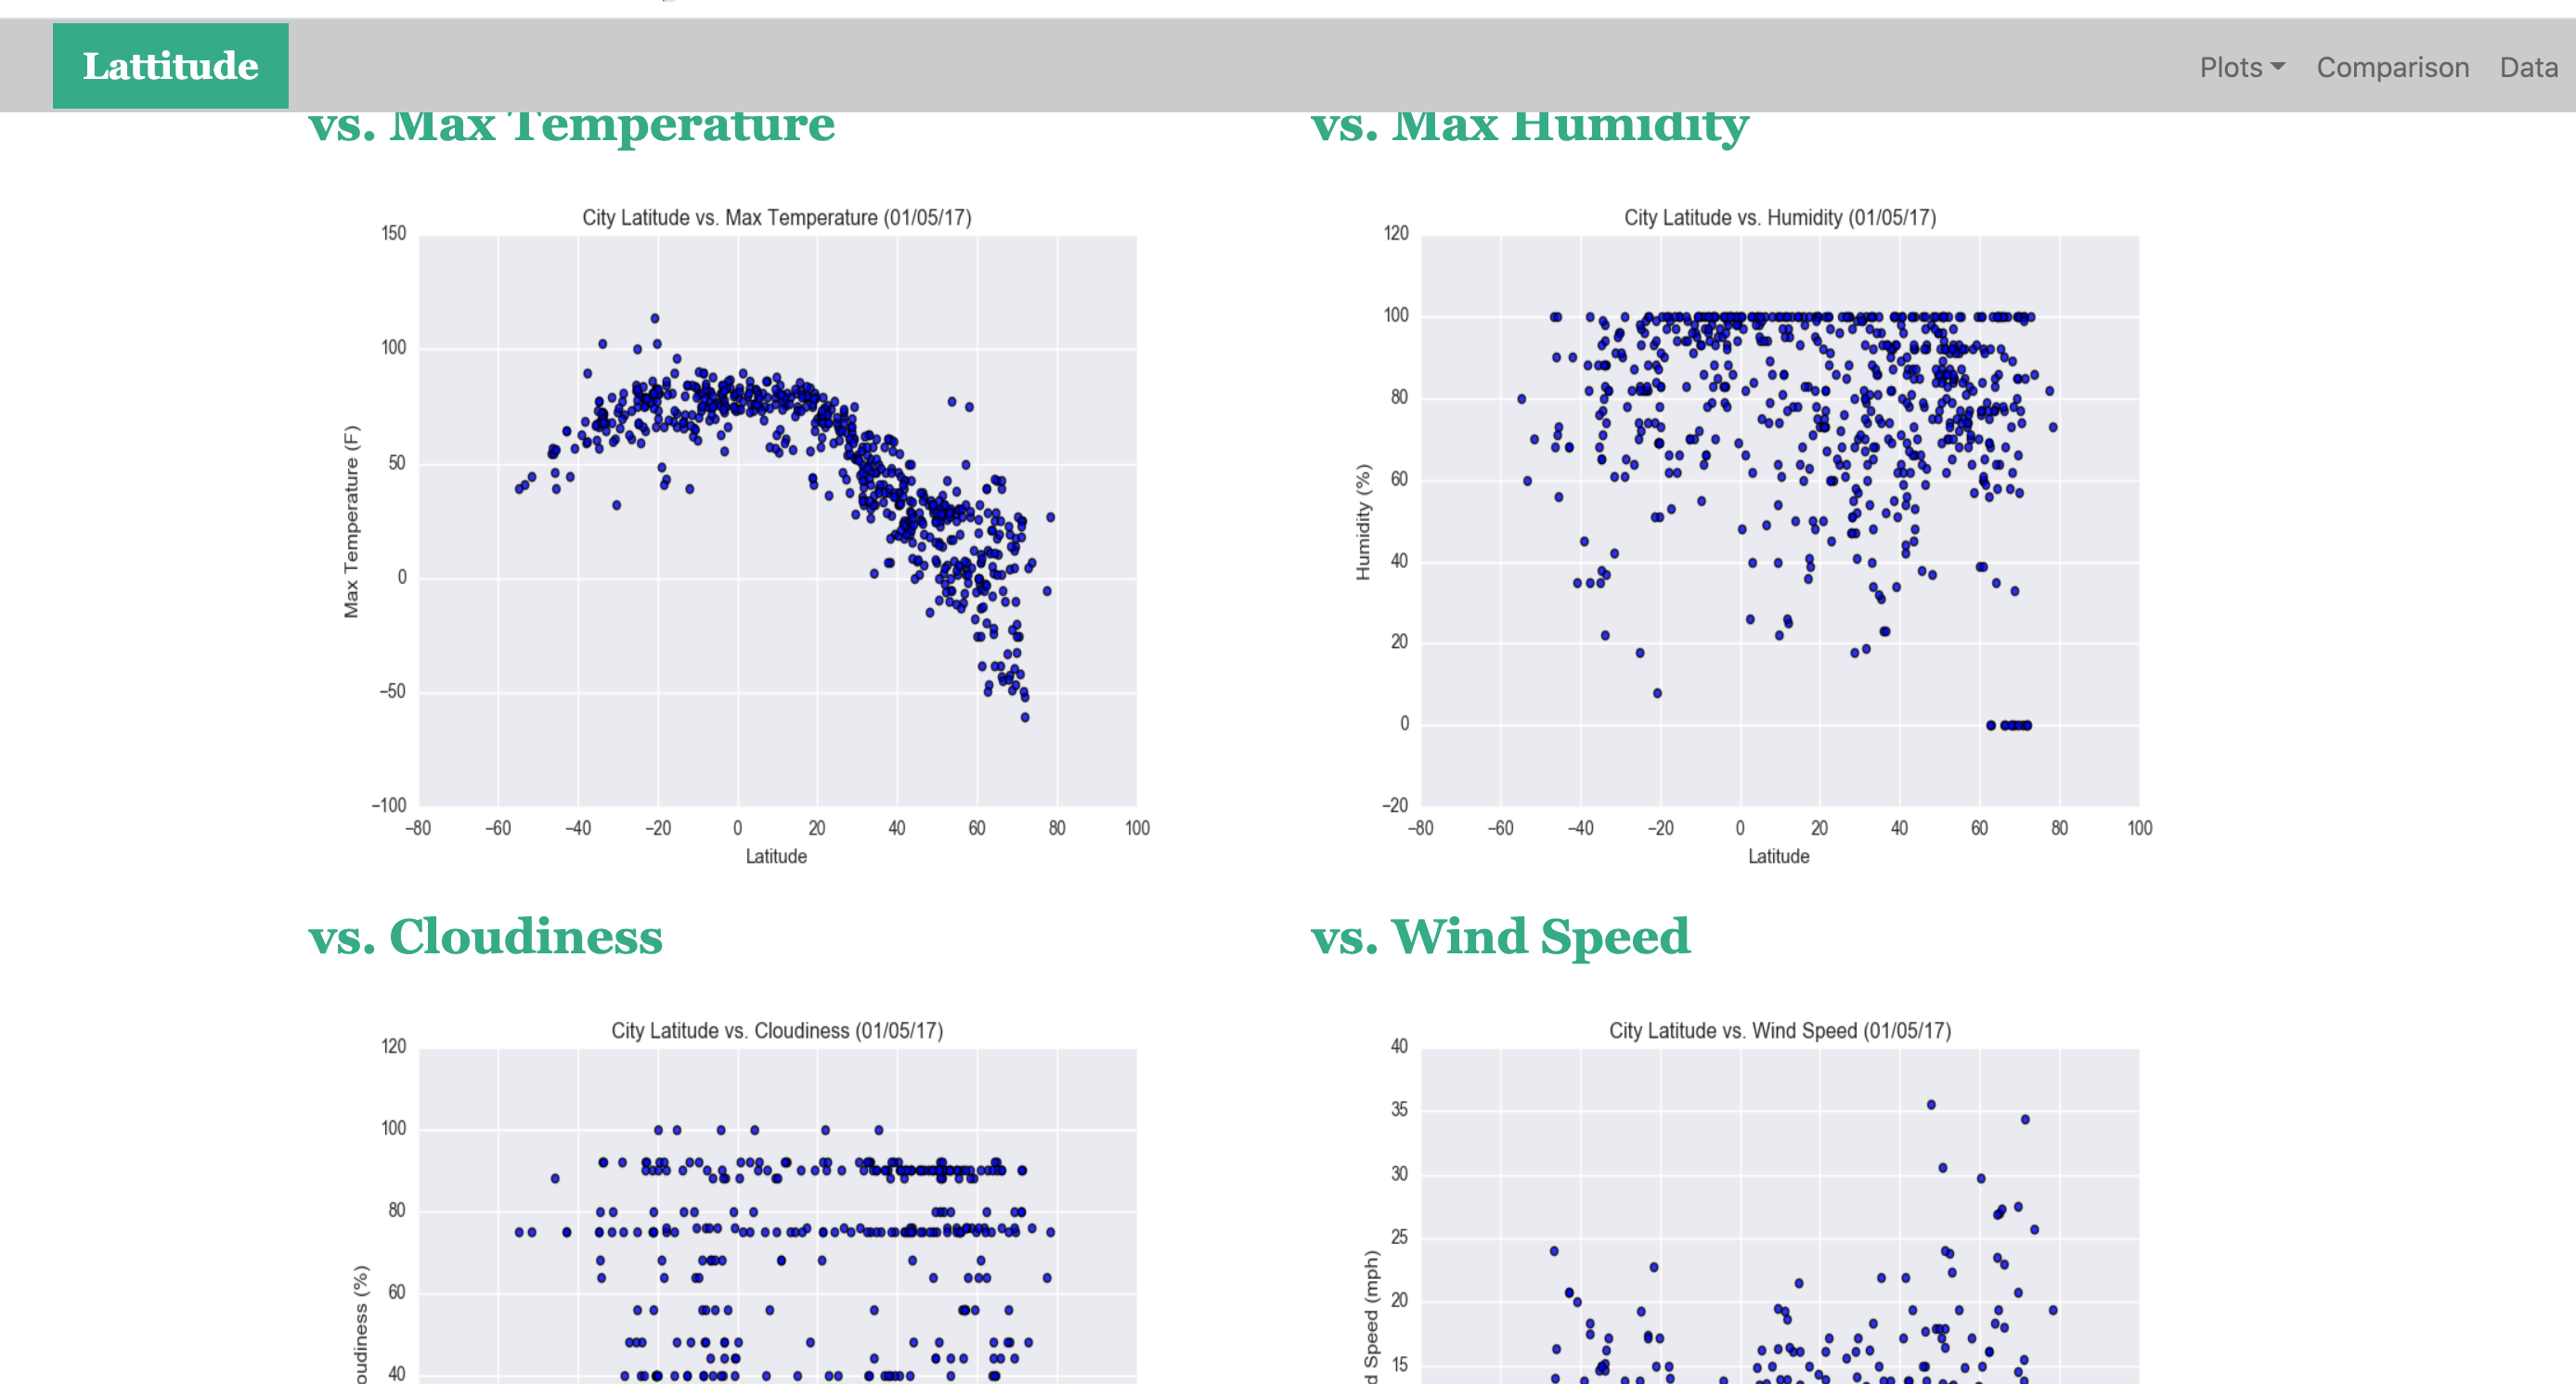 Lattitude
Plots Comparison Data
vs. Max Temperature
City Latitude vs. Max Temperature (01/05/17)
150
100
50
0
−50
−100
Max Temperature (F)
−80 −60 −40 −20 0 20 40 60 80 100
Latitude
vs. Max Humidity
City Latitude vs. Humidity (01/05/17)
120
100
80
60
40
20
0
−20
Humidity (%)
−80 −60 −40 −20 0 20 40 60 80 100
Latitude
vs. Cloudiness
City Latitude vs. Cloudiness (01/05/17)
120
100
80
60
40
oudiness (%)
vs. Wind Speed
City Latitude vs. Wind Speed (01/05/17)
40
35
30
25
20
15
d Speed (mph)